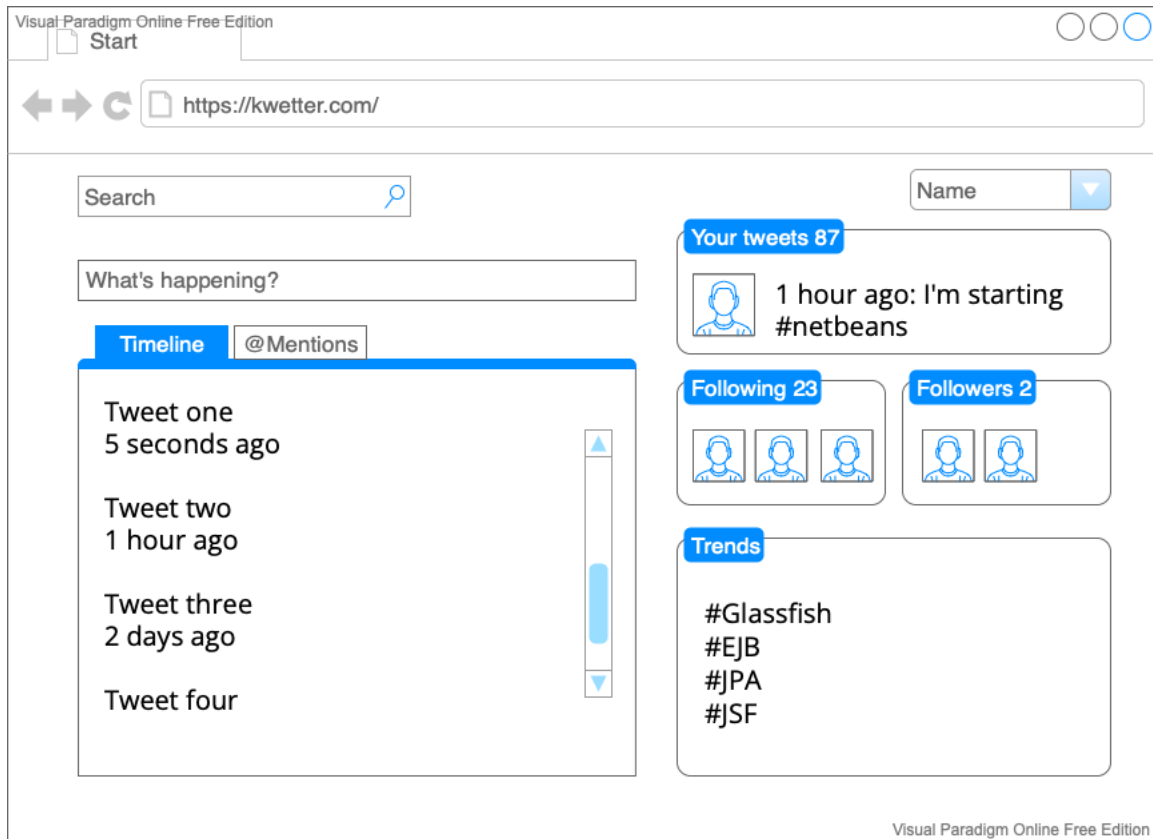 Visual Paradigm Online Free Edition
Start
https://kwetter.com/
Search
Name
What's happening?
Timeline
@Mentions
Tweet one
5 seconds ago
Tweet two
1 hour ago
Tweet three
2 days ago
Tweet four
Your tweets 87
1 hour ago: I'm starting
#netbeans
Following 23
Followers 2
Trends
#Glassfish
#EJB
#JPA
#JSF
Visual Paradigm Online Free Edition